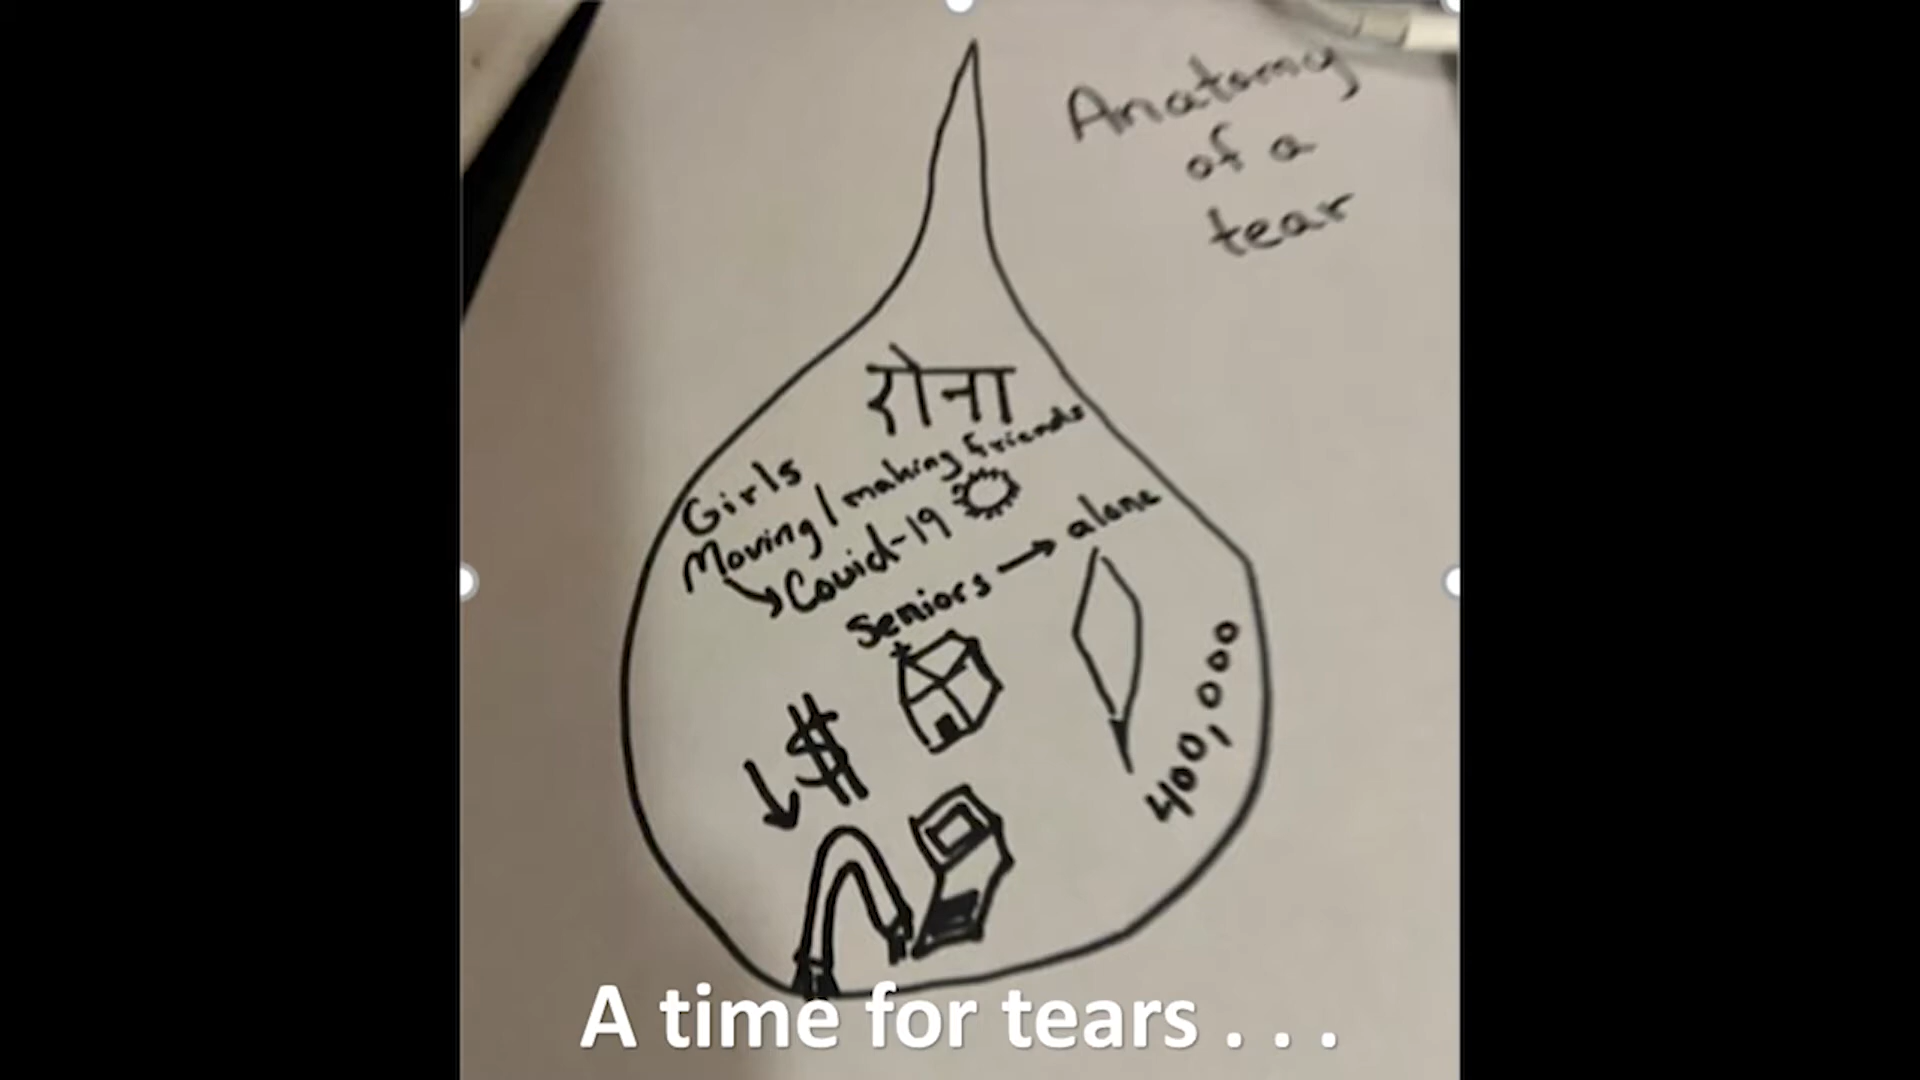 Anatomy
of a
tear
रोना
Girls
Moving/making friends
Covid-19
Seniors → alone
$
400,000
A time for tears . . .